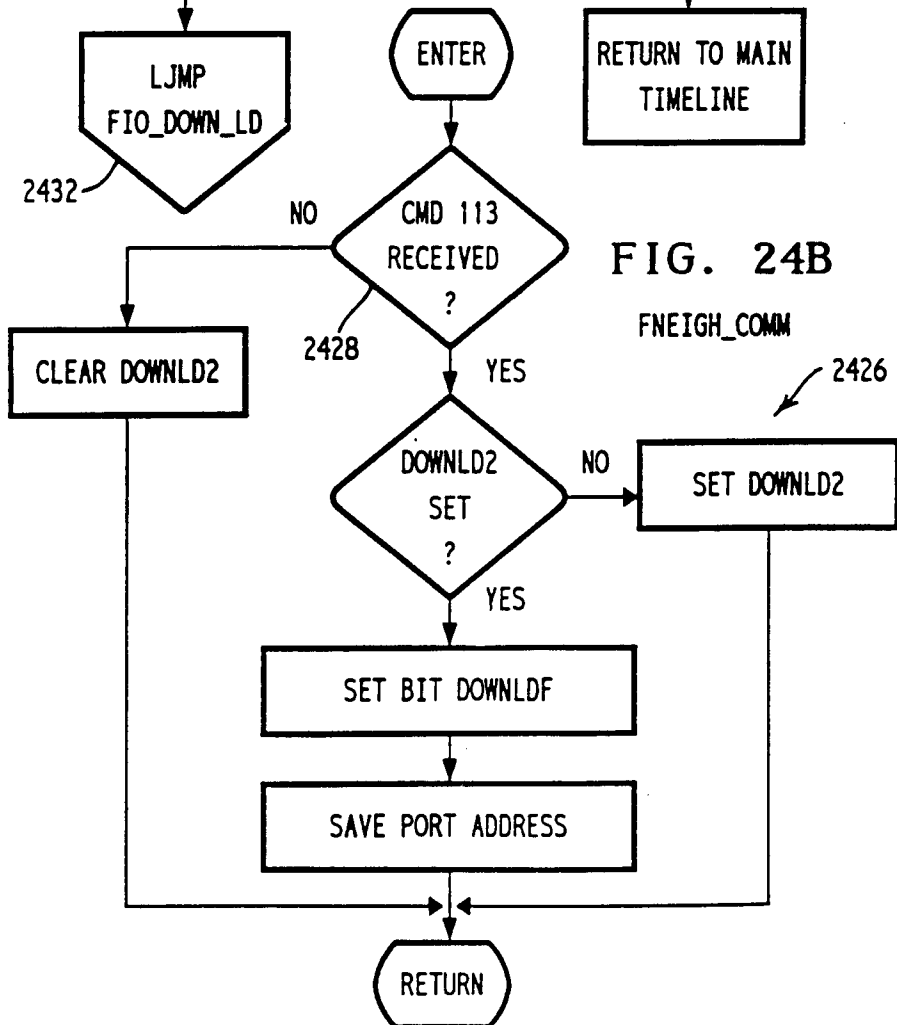 LJMP
FIO_DOWN_LD
2432
ENTER
RETURN TO MAIN
TIMELINE
NO
CMD 113
RECEIVED
?
2428
FIG. 24B
FNEIGH_COMM
CLEAR DOWNLD2
YES
2426
DOWNLD2
SET
?
NO
SET DOWNLD2
YES
SET BIT DOWNLDF
SAVE PORT ADDRESS
RETURN